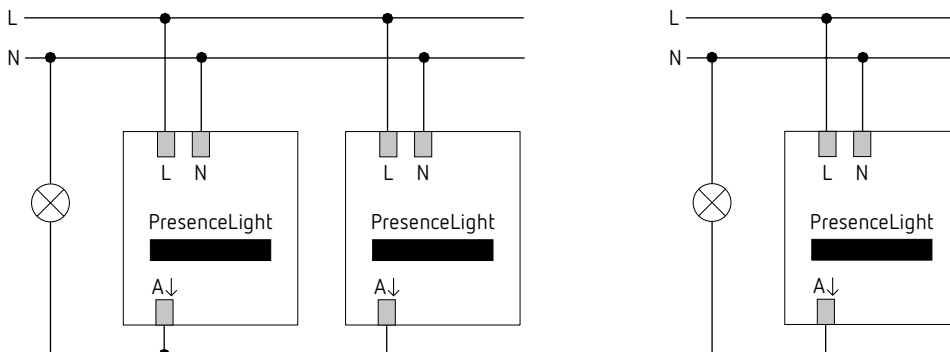 L L
N N
L N L N L N
PresenceLight PresenceLight PresenceLight
A↓ A↓ A↓